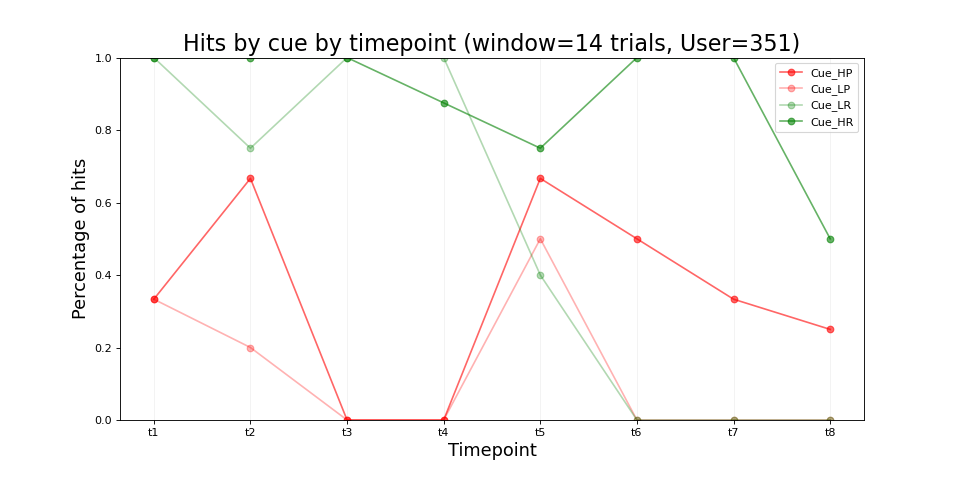 Hits by cue by timepoint (window=14 trials, User=351)
1.0
0.8
0.6
0.4
0.2
0.0
Percentage of hits
Cue_HP
Cue_LP
Cue_LR
Cue_HR
t1 t2 t3 t4 t5 t6 t7 t8
Timepoint